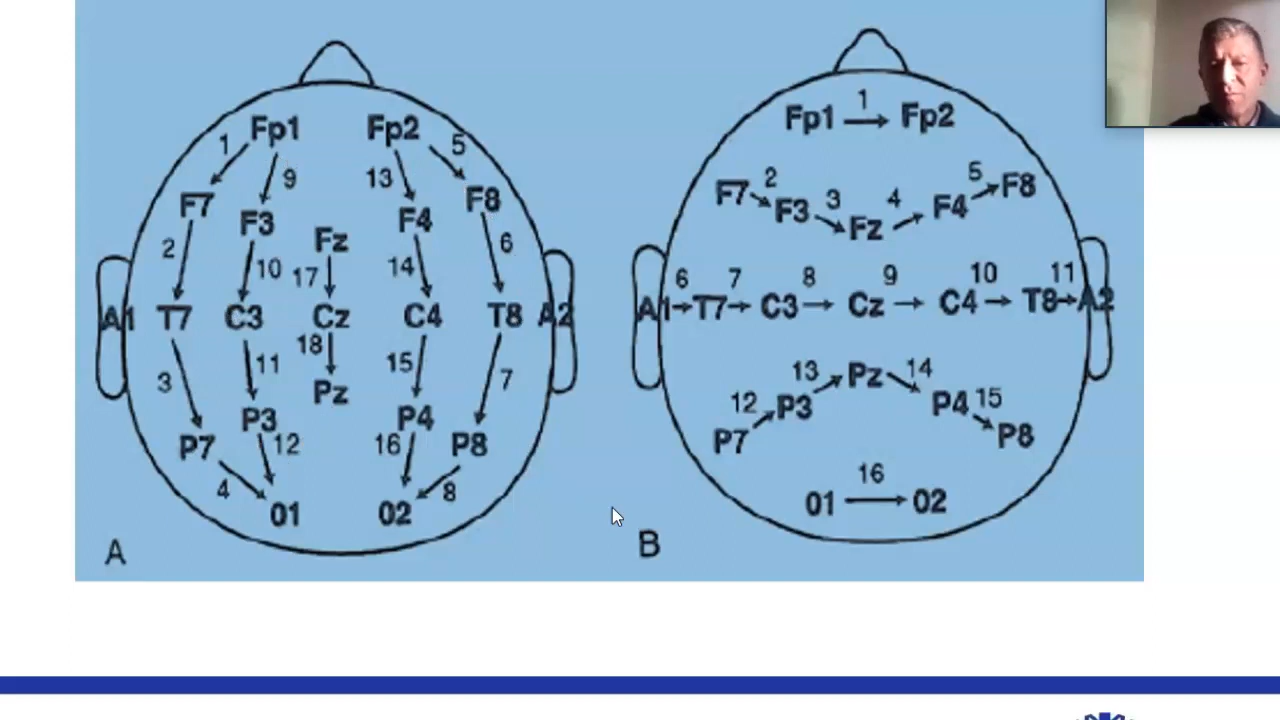 Fp1 Fp2
1 9 13 5
F7 F3 Fz F4 F8
2 10 17 14 6
A1 T7 C3 Cz C4 T8 A2
3 11 18 15 7
P7 P3 Pz P4 P8
4 12 16 8
01 02
A
Fp1 1 Fp2
F7 2 F3 3 Fz 4 F4 5 F8
6 7 8 9 10 11
A1 T7 C3 Cz C4 T8 A2
P7 12 P3 13 Pz 14 P4 15 P8
16
01 02
B